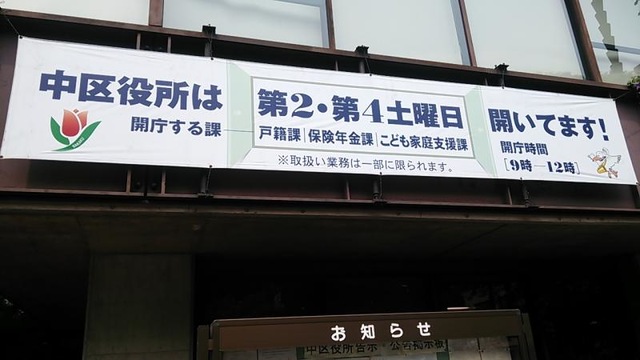 中区役所は 第2・第4土曜日 開いてます!
開庁する課 戸籍課|保険年金課|こども家庭支援課
※取扱い業務は一部に限られます。
開庁時間
[9時―12時]
お知らせ
中区役所告示・公告掲示板